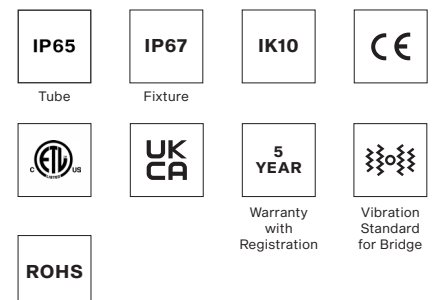 IP65
IP67
IK10
CE
Tube
Fixture
C ETL US
LISTED
UK
CA
5
YEAR
Warranty
with
Registration
Vibration
Standard
for Bridge
ROHS